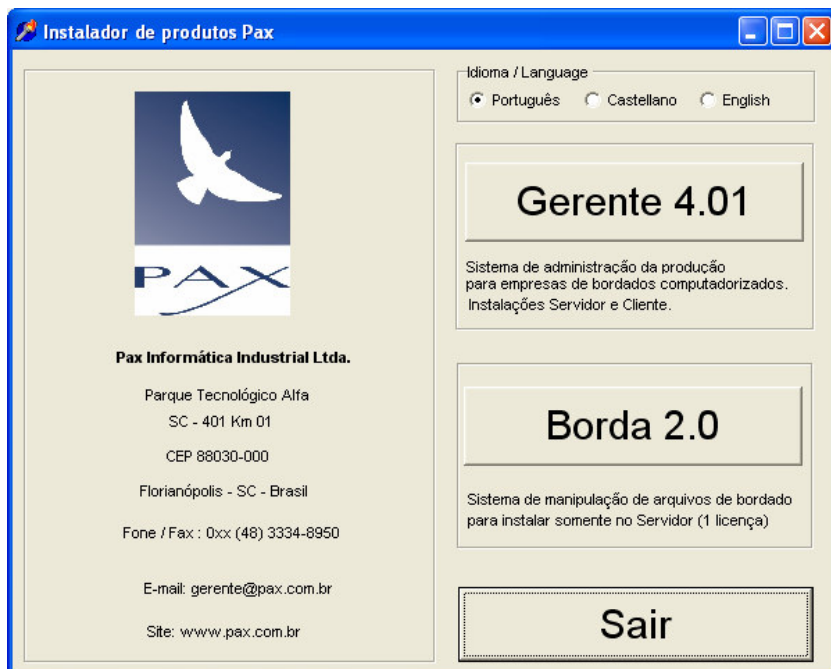 Instalador de produtos Pax
PAX
Pax Informática Industrial Ltda.
Parque Tecnológico Alfa
SC - 401 Km 01
CEP 88030-000
Florianópolis - SC - Brasil
Fone / Fax : 0xx (48) 3334-8950
E-mail: gerente@pax.com.br
Site: www.pax.com.br
Idioma / Language
Português Castellano English
Gerente 4.01
Sistema de administração da produção
para empresas de bordados computadorizados.
Instalações Servidor e Cliente.
Borda 2.0
Sistema de manipulação de arquivos de bordado
para instalar somente no Servidor (1 licença)
Sair